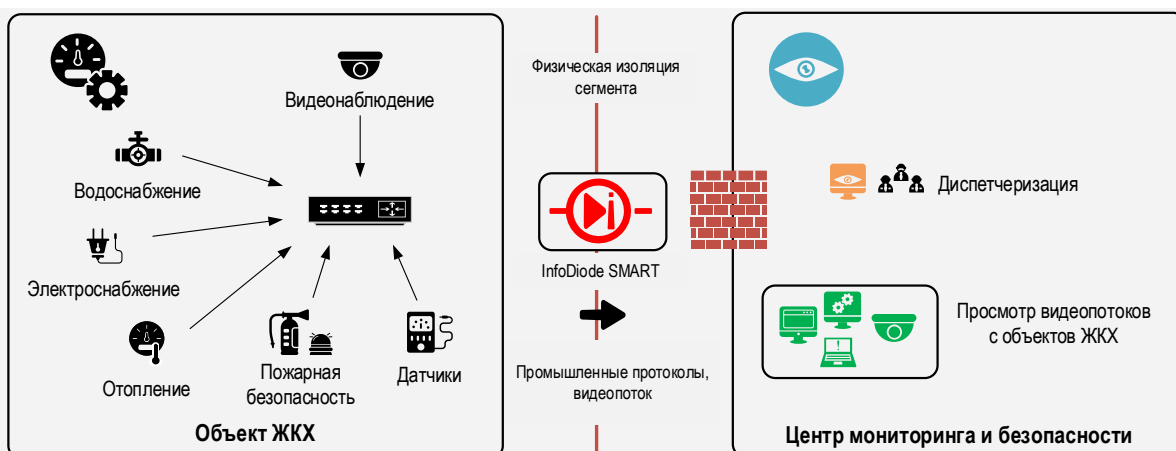 Видеонаблюдение
Водоснабжение
Электроснабжение
Отопление
Пожарная
безопасность
Датчики
Объект ЖКХ
Физическая изоляция
сегмента
InfoDiode SMART
Промышленные протоколы,
видеопоток
Диспетчеризация
Просмотр видеопотоков
с объектов ЖКХ
Центр мониторинга и безопасности